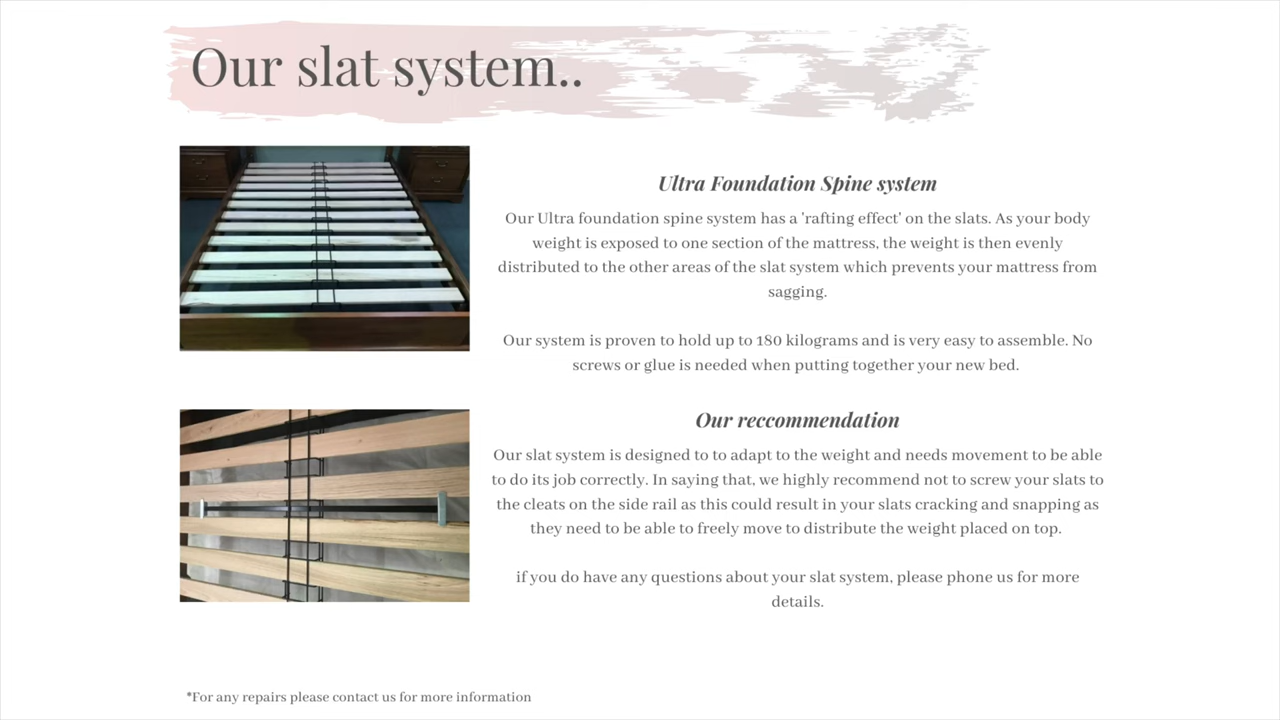 Our slat system..
Ultra Foundation Spine system
Our Ultra foundation spine system has a 'rafting effect' on the slats. As your body
weight is exposed to one section of the mattress, the weight is then evenly
distributed to the other areas of the slat system which prevents your mattress from
sagging.
Our system is proven to hold up to 180 kilograms and is very easy to assemble. No
screws or glue is needed when putting together your new bed.
Our reccommendation
Our slat system is designed to to adapt to the weight and needs movement to be able
to do its job correctly. In saying that, we highly recommend not to screw your slats to
the cleats on the side rail as this could result in your slats cracking and snapping as
they need to be able to freely move to distribute the weight placed on top.
if you do have any questions about your slat system, please phone us for more
details.
*For any repairs please contact us for more information